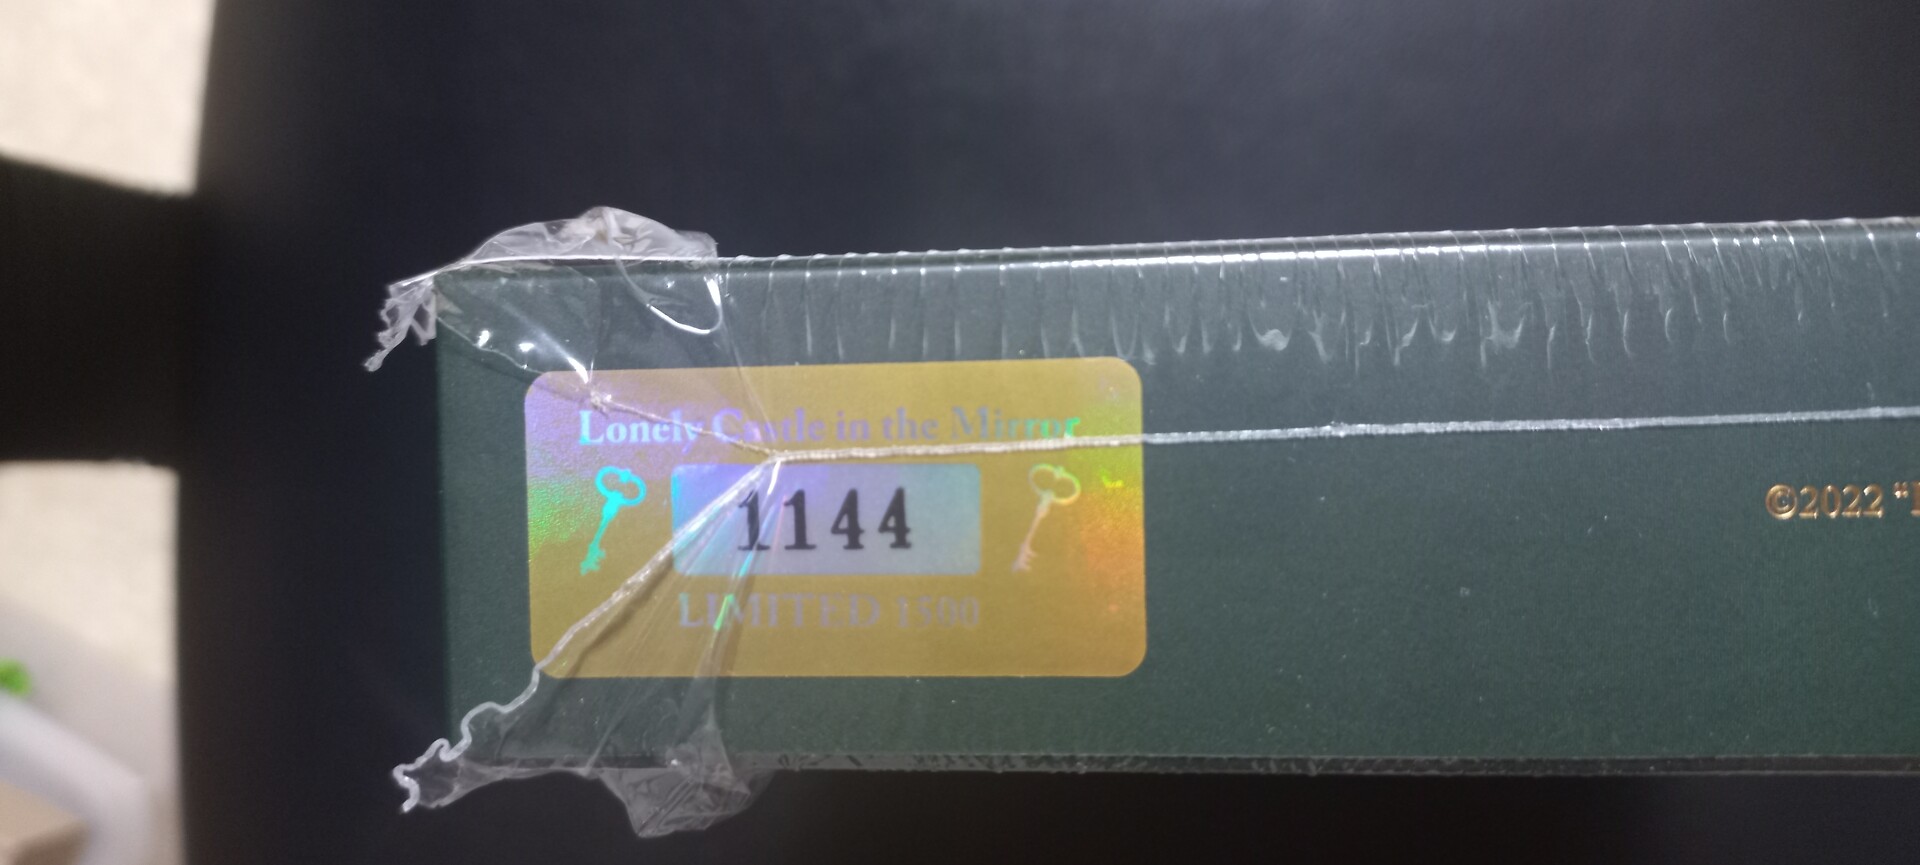 Lonely Castle in the Mirror
1144
LIMITED 1500
©2022 “